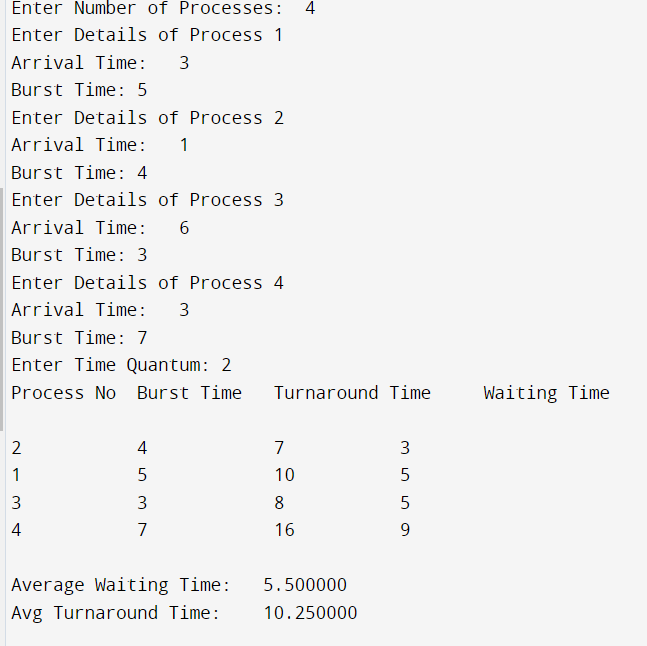 Enter Number of Processes: 4
Enter Details of Process 1
Arrival Time: 3
Burst Time: 5
Enter Details of Process 2
Arrival Time: 1
Burst Time: 4
Enter Details of Process 3
Arrival Time: 6
Burst Time: 3
Enter Details of Process 4
Arrival Time: 3
Burst Time: 7
Enter Time Quantum: 2
Process No Burst Time Turnaround Time Waiting Time
2 4 7 3
1 5 10 5
3 3 8 5
4 7 16 9
Average Waiting Time: 5.500000
Avg Turnaround Time: 10.250000